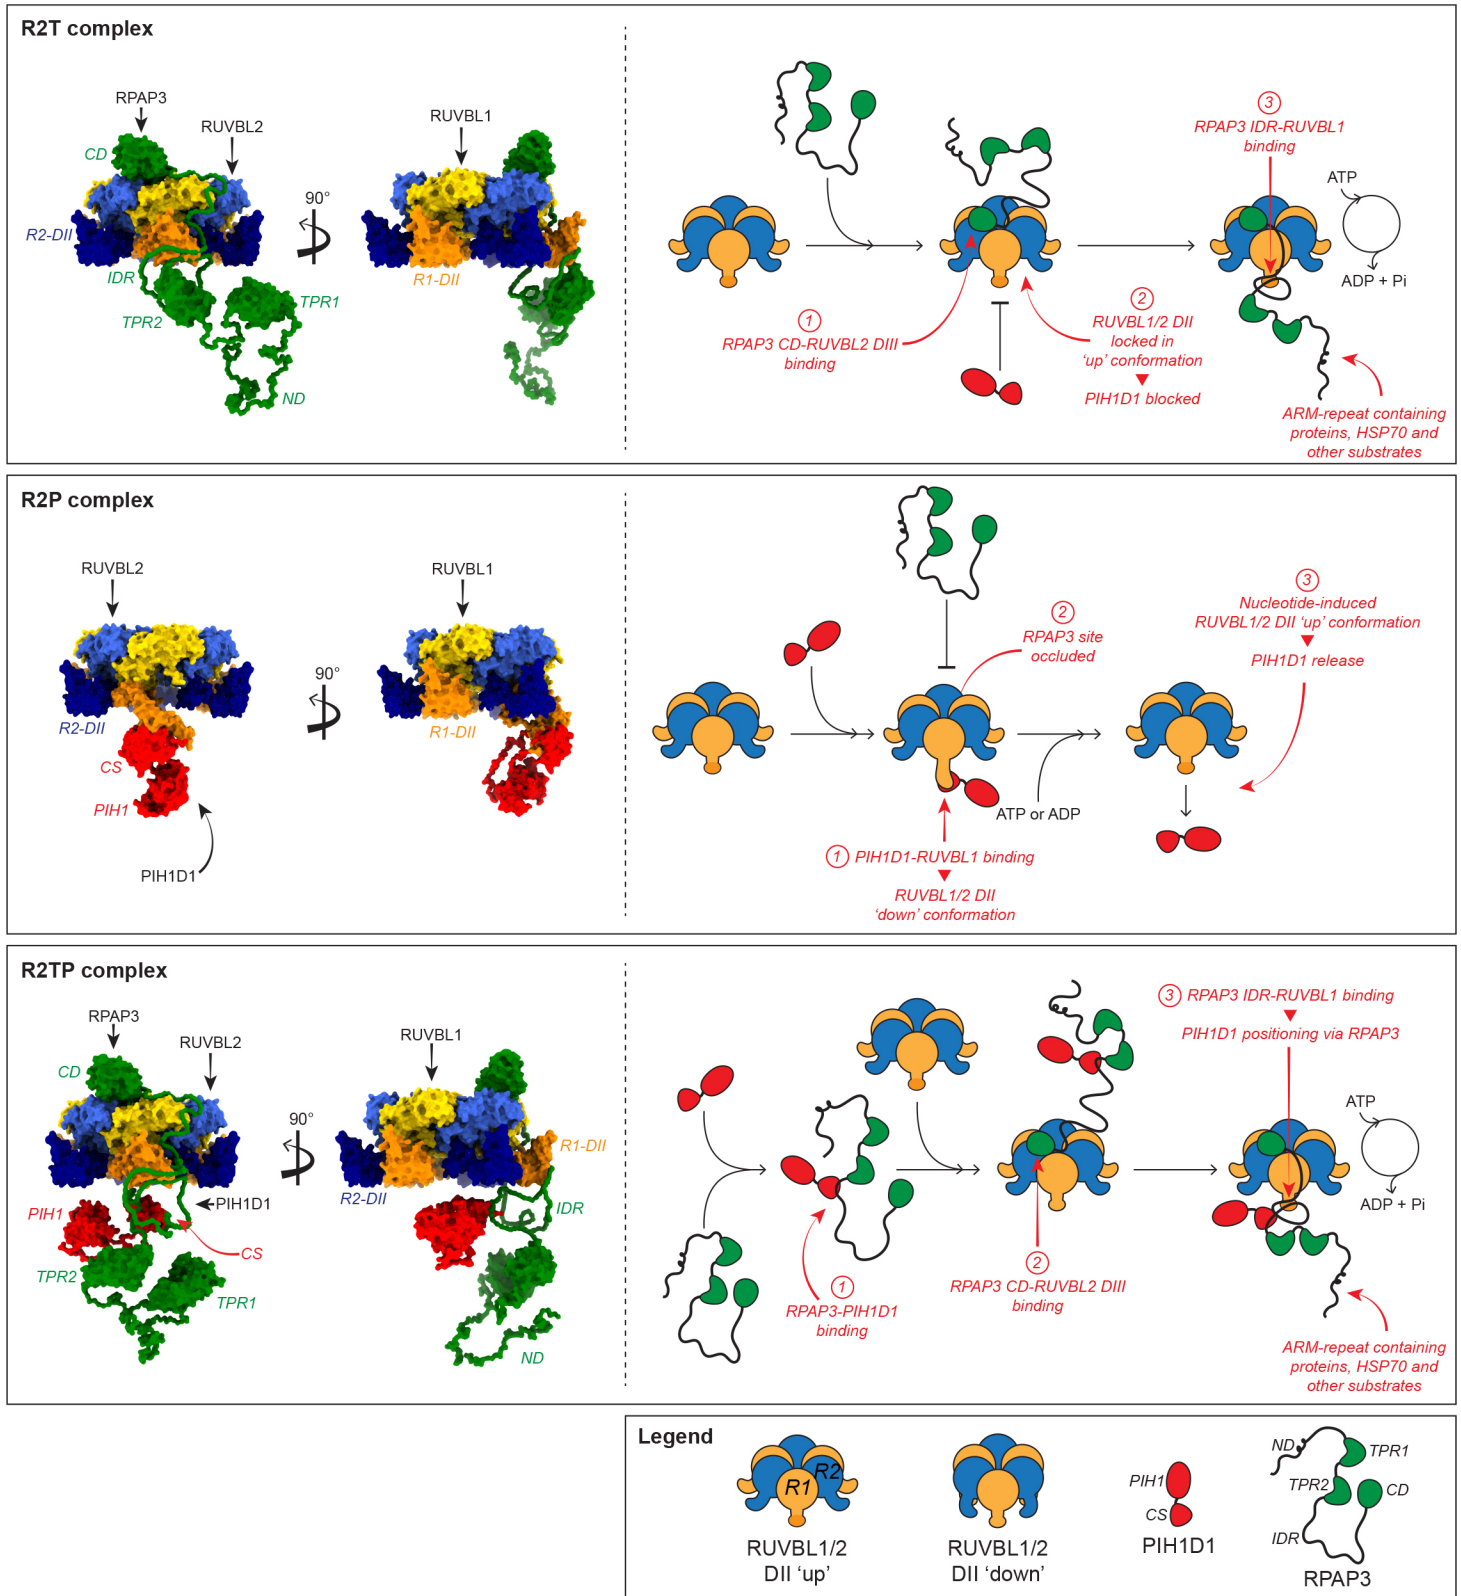 R2T complex
RPAP3
RUVBL2
CD
R2-DII
IDR
TPR2
TPR1
ND
90°
RUVBL1
R1-DII
1
RPAP3 CD-RUVBL2 DIII
binding
2
RUVBL1/2 DII
locked in
‘up’ conformation
PIH1D1 blocked
3
RPAP3 IDR-RUVBL1
binding
ATP
ADP + Pi
ARM-repeat containing
proteins, HSP70 and
other substrates
R2P complex
RUVBL2
R2-DII
CS
PIH1
PIH1D1
90°
RUVBL1
R1-DII
2
RPAP3 site
occluded
1 PIH1D1-RUVBL1 binding
RUVBL1/2 DII
‘down’ conformation
ATP or ADP
3
Nucleotide-induced
RUVBL1/2 DII ‘up’ conformation
PIH1D1 release
R2TP complex
RPAP3
RUVBL2
CD
PIH1
PIH1D1
CS
TPR2
TPR1
90°
RUVBL1
R1-DII
R2-DII
IDR
ND
1
RPAP3-PIH1D1
binding
2
RPAP3 CD-RUVBL2 DIII
binding
3 RPAP3 IDR-RUVBL1 binding
PIH1D1 positioning via RPAP3
ATP
ADP + Pi
ARM-repeat containing
proteins, HSP70 and
other substrates
Legend
R1
R2
RUVBL1/2
DII ‘up’
RUVBL1/2
DII ‘down’
PIH1
CS
PIH1D1
ND
TPR1
TPR2
CD
IDR
RPAP3